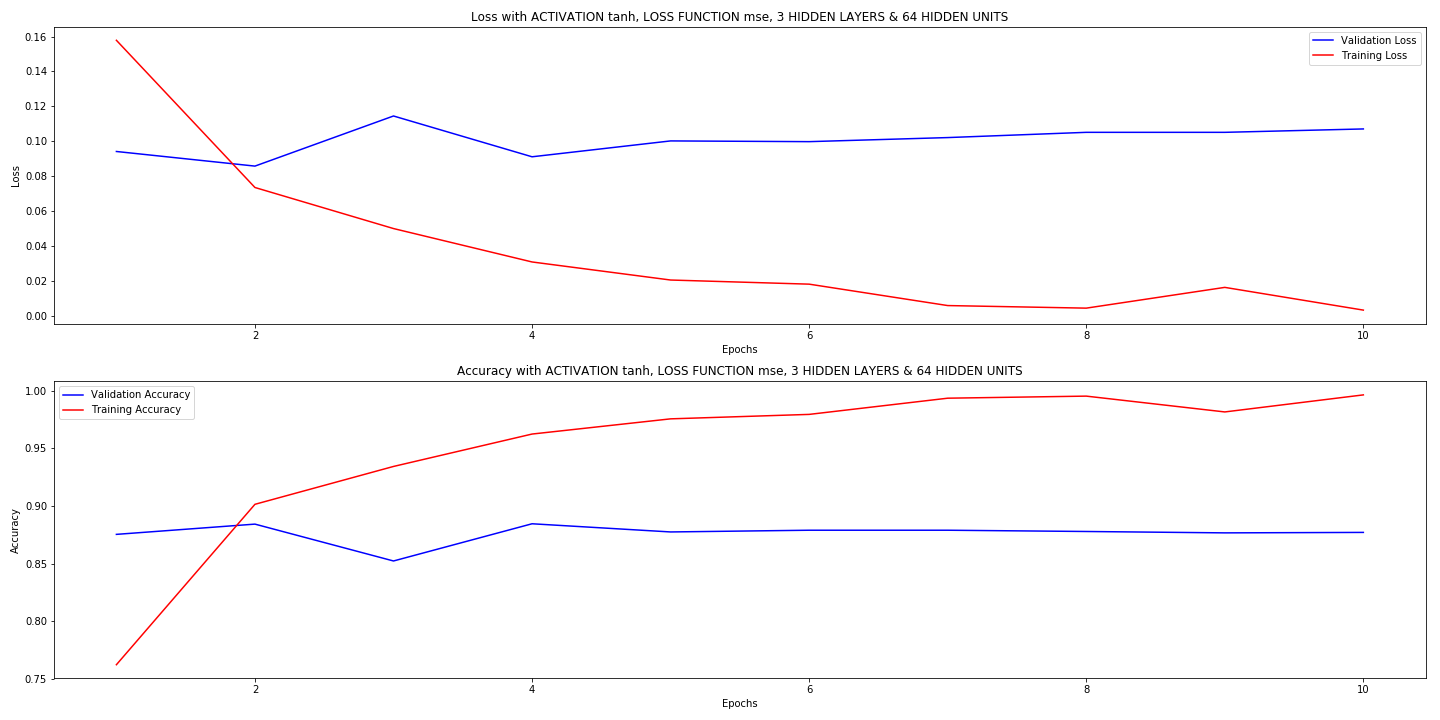 Loss with ACTIVATION tanh, LOSS FUNCTION mse, 3 HIDDEN LAYERS & 64 HIDDEN UNITS
Validation Loss
Training Loss
0.16
0.14
0.12
0.10
0.08
0.06
0.04
0.02
0.00
Loss
2 4 6 8 10
Epochs
Accuracy with ACTIVATION tanh, LOSS FUNCTION mse, 3 HIDDEN LAYERS & 64 HIDDEN UNITS
Validation Accuracy
Training Accuracy
1.00
0.95
0.90
0.85
0.80
0.75
Accuracy
2 4 6 8 10
Epochs